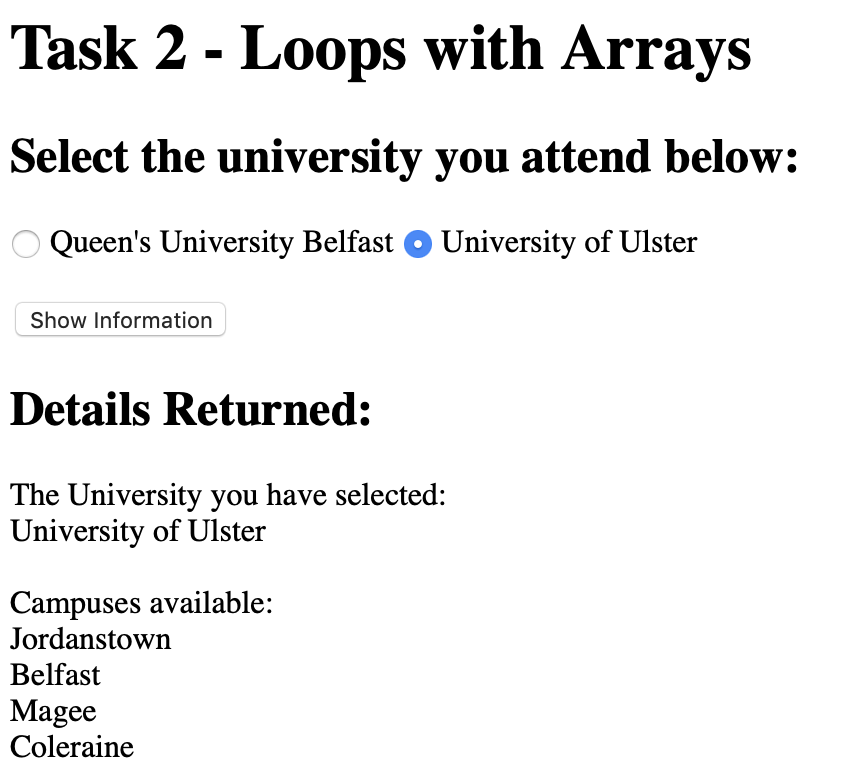 Task 2 - Loops with Arrays
Select the university you attend below:
Queen's University Belfast University of Ulster
Show Information
Details Returned:
The University you have selected:
University of Ulster
Campuses available:
Jordanstown
Belfast
Magee
Coleraine